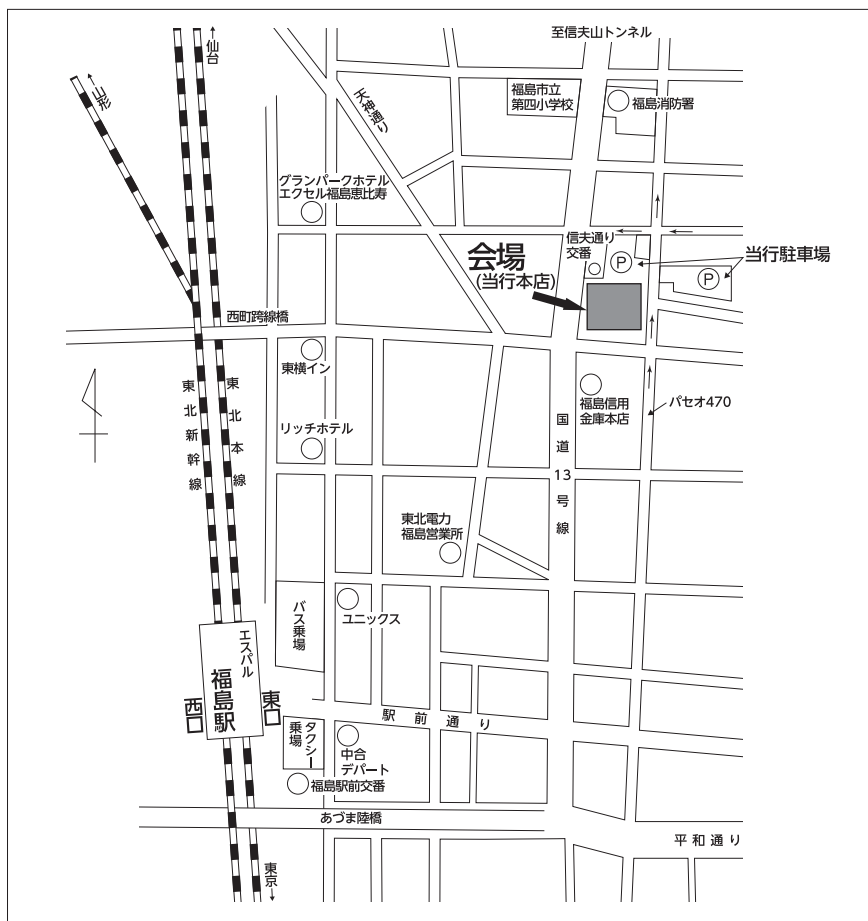 至信夫山トンネル
←仙台
←山形
天神通り
福島市立
第四小学校
福島消防署
グランパークホテル
エクセル福島恵比寿
会場
(当行本店)
信夫通り
交番
P
P
当行駐車場
西町跨線橋
東横イン
東北新幹線
東北本線
リッチホテル
福島信用
金庫本店
パセオ470
国道13号線
東北電力
福島営業所
バス乗場
ユニックス
エスパル
福島駅
西口
東口
駅前通り
タクシー
乗場
中合
デパート
福島駅前交番
あづま陸橋
平和通り
東京→